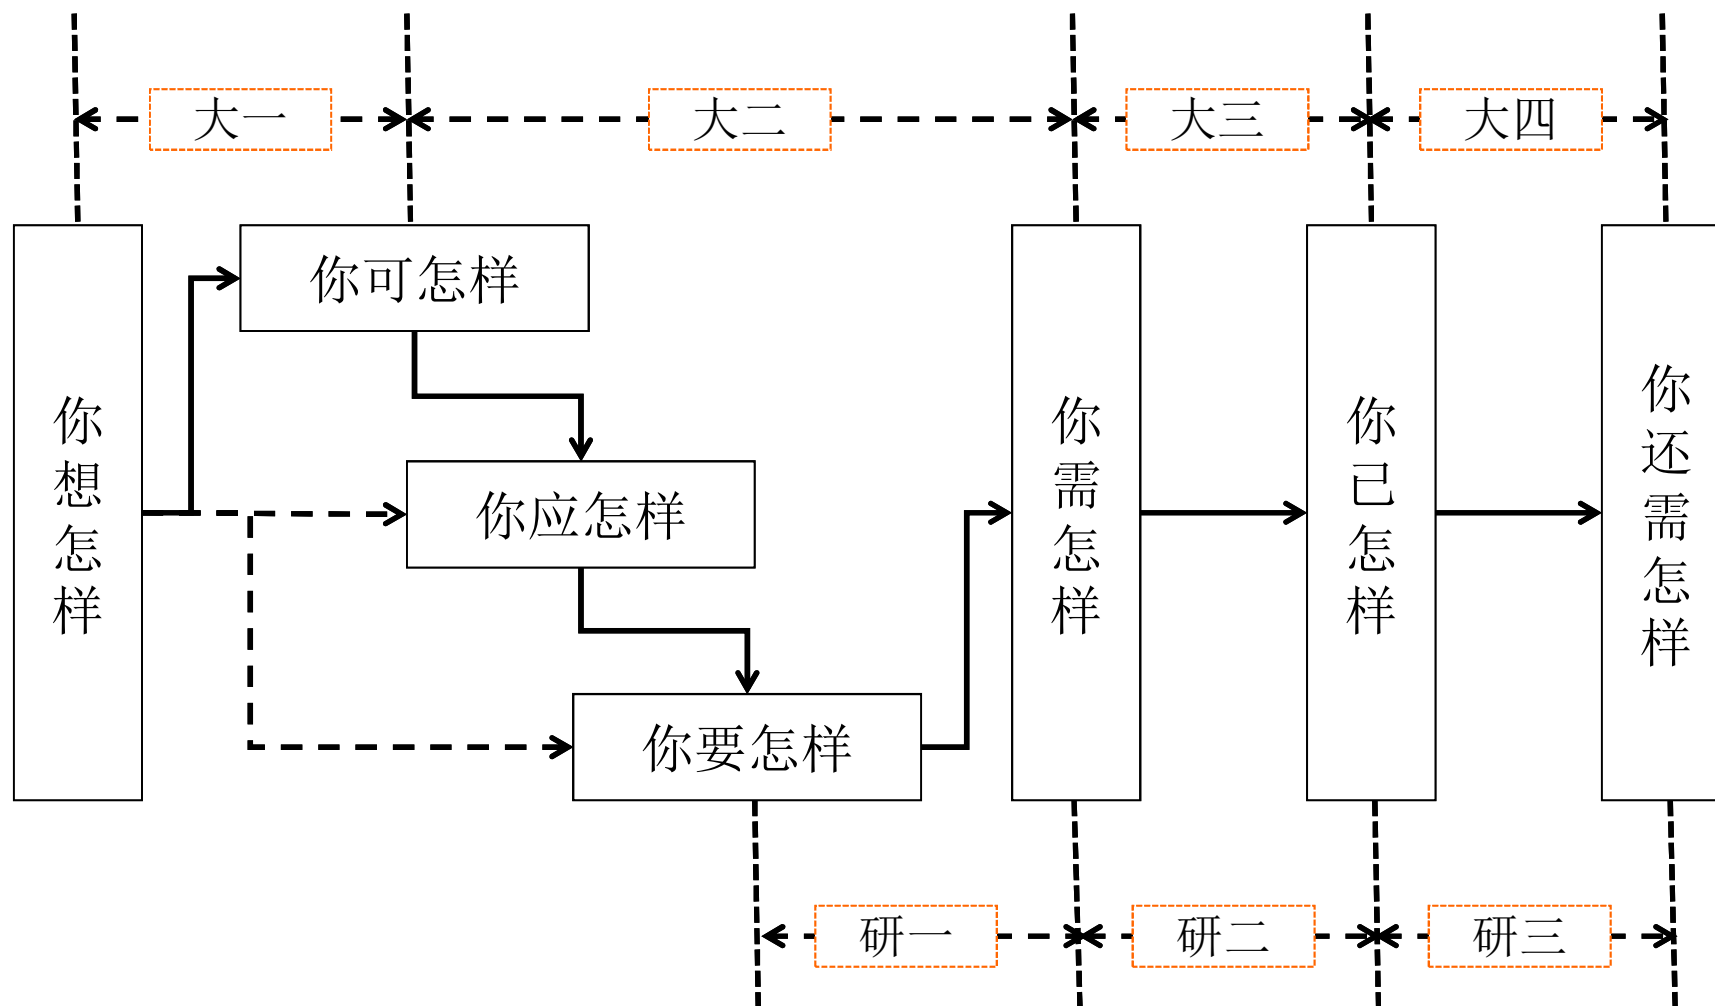 大一
大二
大三
大四
你想怎样
你可怎样
你应怎样
你要怎样
你需怎样
你已怎样
你还需怎样
研一
研二
研三